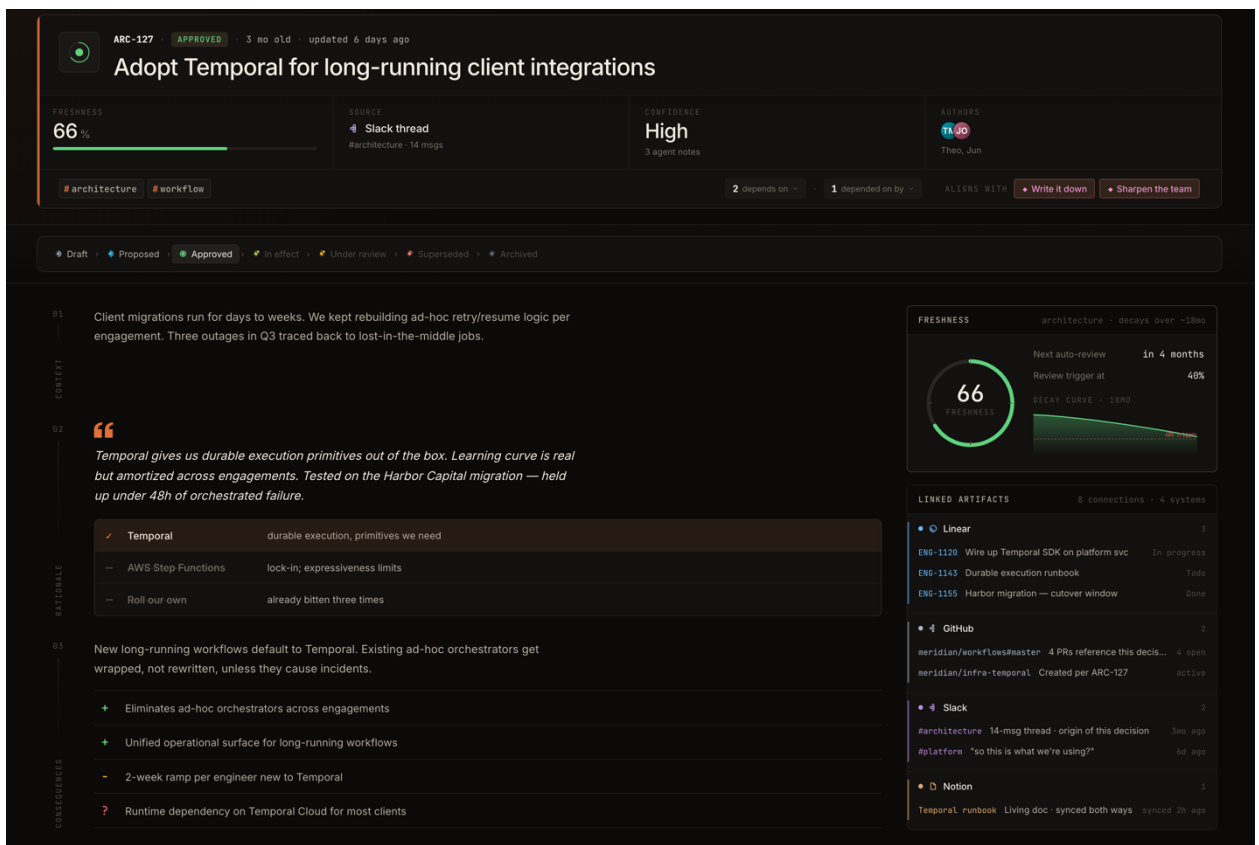 ARC-127 · APPROVED · 3 mo old · updated 6 days ago
Adopt Temporal for long-running client integrations
FRESHNESS
66 %
SOURCE
Slack thread
#architecture · 14 msgs
CONFIDENCE
High
3 agent notes
AUTHORS
TM JO
Theo, Jun
#architecture #workflow
2 depends on · 1 depended on by
ALIGNS WITH Write it down Sharpen the team
Draft › Proposed › Approved › In effect › Under review › Superseded › Archived
01
CONTEXT
Client migrations run for days to weeks. We kept rebuilding ad-hoc retry/resume logic per
engagement. Three outages in Q3 traced back to lost-in-the-middle jobs.
02
RATIONALE
Temporal gives us durable execution primitives out of the box. Learning curve is real
but amortized across engagements. Tested on the Harbor Capital migration — held
up under 48h of orchestrated failure.
✓ Temporal durable execution, primitives we need
— AWS Step Functions lock-in; expressiveness limits
— Roll our own already bitten three times
03
CONSEQUENCES
New long-running workflows default to Temporal. Existing ad-hoc orchestrators get
wrapped, not rewritten, unless they cause incidents.
+ Eliminates ad-hoc orchestrators across engagements
+ Unified operational surface for long-running workflows
- 2-week ramp per engineer new to Temporal
? Runtime dependency on Temporal Cloud for most clients
FRESHNESS architecture · decays over ~18mo
66
FRESHNESS
Next auto-review in 4 months
Review trigger at 40%
DECAY CURVE · 18MO
LINKED ARTIFACTS 8 connections · 4 systems
Linear 3
ENG-1120 Wire up Temporal SDK on platform svc In progress
ENG-1143 Durable execution runbook Todo
ENG-1155 Harbor migration — cutover window Done
GitHub 2
meridian/workflows#master 4 PRs reference this decis... 4 open
meridian/infra-temporal Created per ARC-127 active
Slack 2
#architecture 14-msg thread · origin of this decision 3mo ago
#platform "so this is what we're using?" 6d ago
Notion 1
Temporal runbook Living doc · synced both ways synced 2h ago